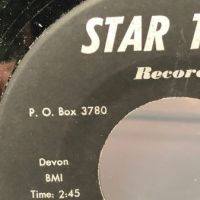 STAR T
Record
P. O. Box 3780
Devon
BMI
Time: 2:45